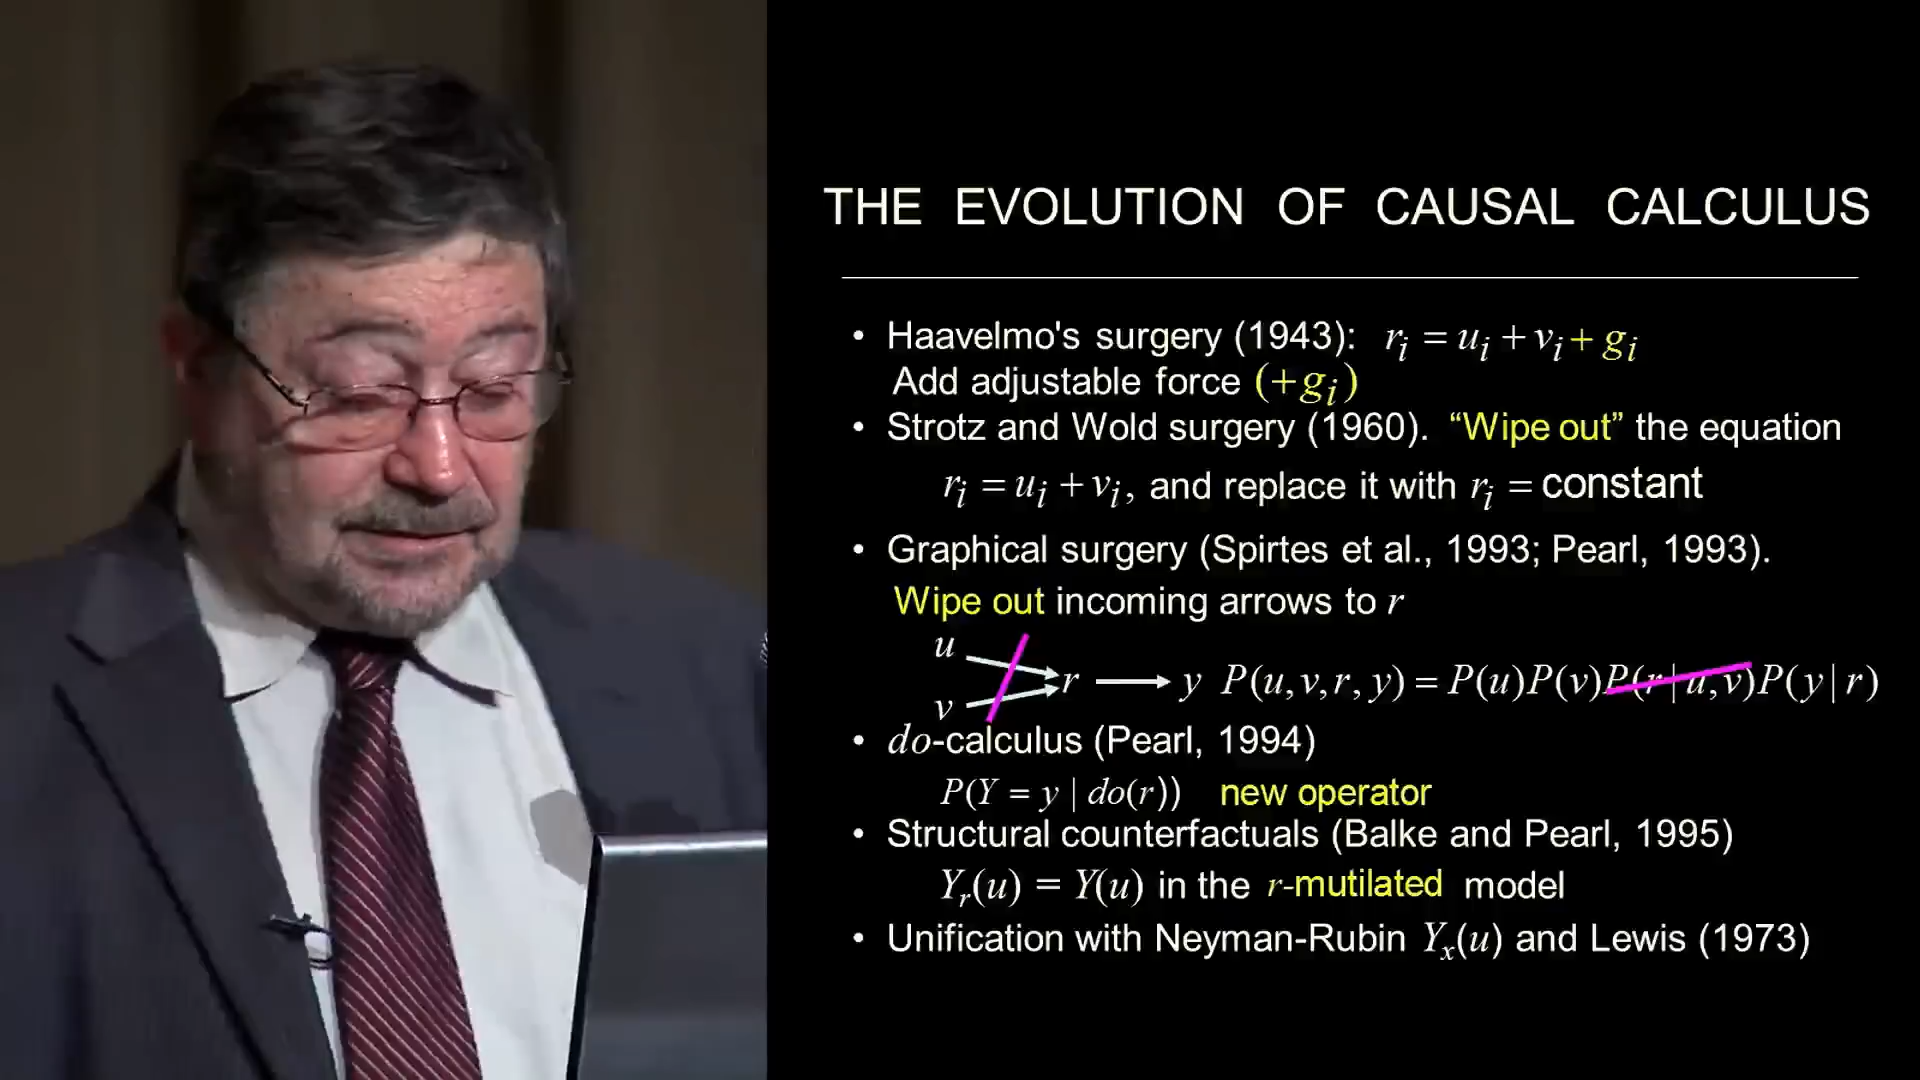 THE EVOLUTION OF CAUSAL CALCULUS
• Haavelmo's surgery (1943): rᵢ = uᵢ + vᵢ + gᵢ
Add adjustable force (+gᵢ)
• Strotz and Wold surgery (1960). “Wipe out” the equation
rᵢ = uᵢ + vᵢ, and replace it with rᵢ = constant
• Graphical surgery (Spirtes et al., 1993; Pearl, 1993).
Wipe out incoming arrows to r
u
r → y P(u, v, r, y) = P(u)P(v)P(r | u, v)P(y | r)
v
• do-calculus (Pearl, 1994)
P(Y = y | do(r)) new operator
• Structural counterfactuals (Balke and Pearl, 1995)
Yᵣ(u) = Y(u) in the r-mutilated model
• Unification with Neyman-Rubin Yₓ(u) and Lewis (1973)